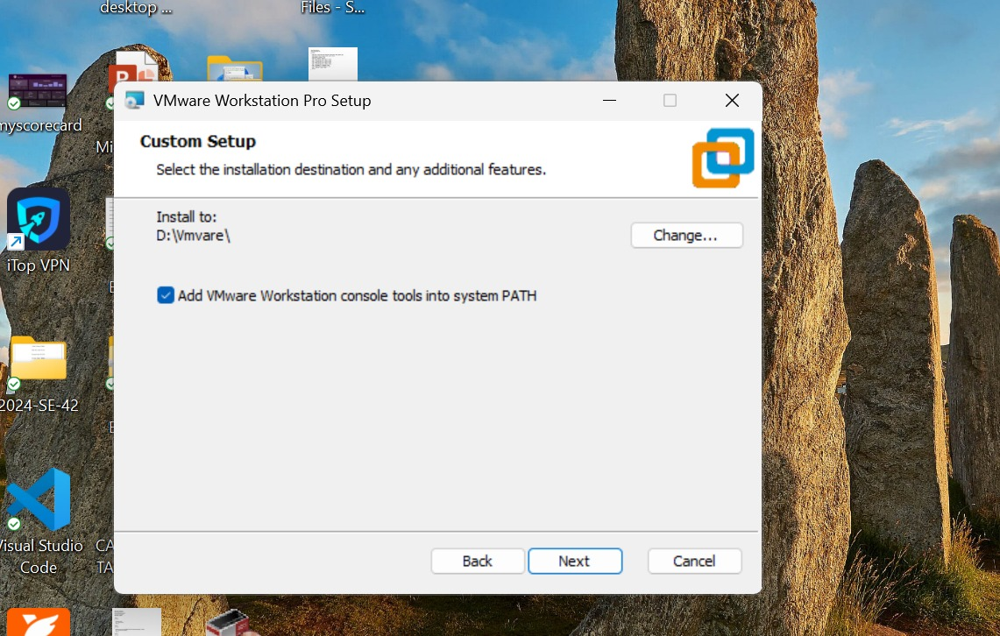 desktop ...
Files - S...
VMware Workstation Pro Setup
myscorecard
Mi
Custom Setup
Select the installation destination and any additional features.
Install to:
D:\Vmvare\
Change...
iTop VPN
Add VMware Workstation console tools into system PATH
2024-SE-42
Visual Studio
Code
CA
TA
Back
Next
Cancel